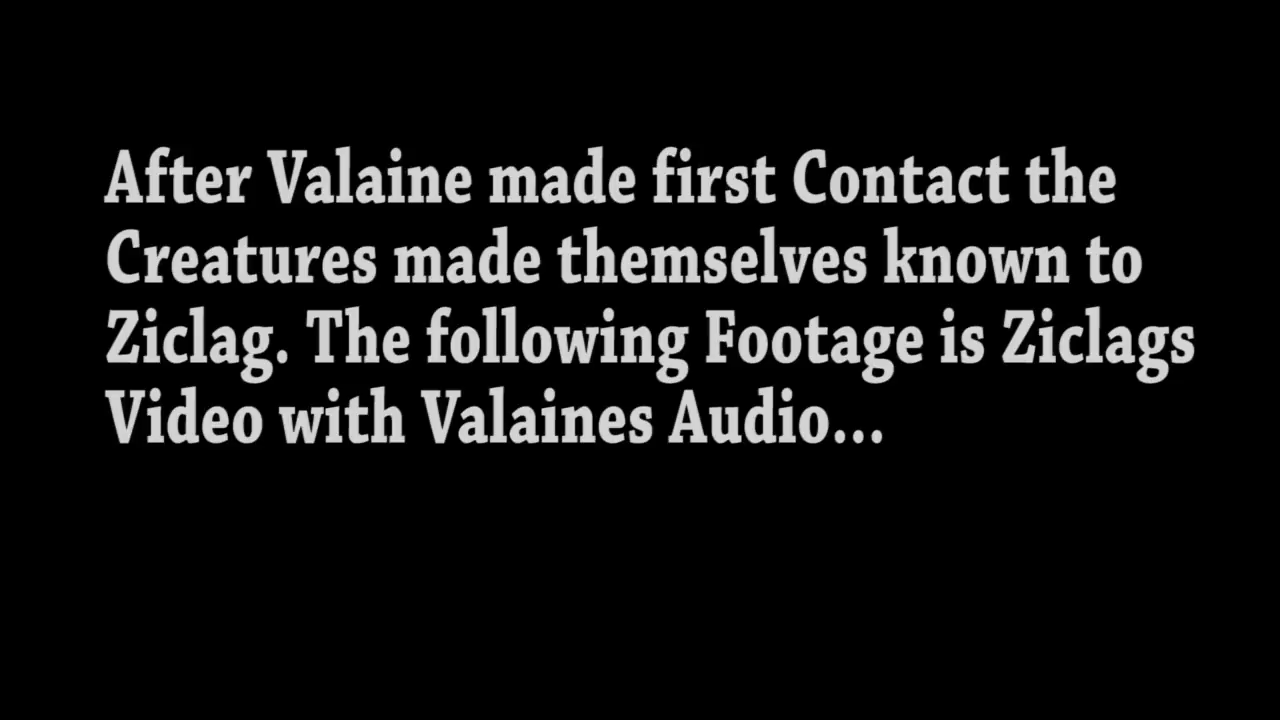 After Valaine made first Contact the
Creatures made themselves known to
Ziclag. The following Footage is Ziclags
Video with Valaines Audio...